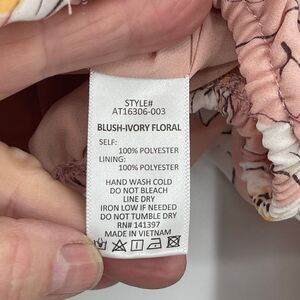 STYLE#
AT16306-003
BLUSH-IVORY FLORAL
SELF:
100% POLYESTER
LINING:
100% POLYESTER
HAND WASH COLD
DO NOT BLEACH
LINE DRY
IRON LOW IF NEEDED
DO NOT TUMBLE DRY
RN# 141397
MADE IN VIETNAM